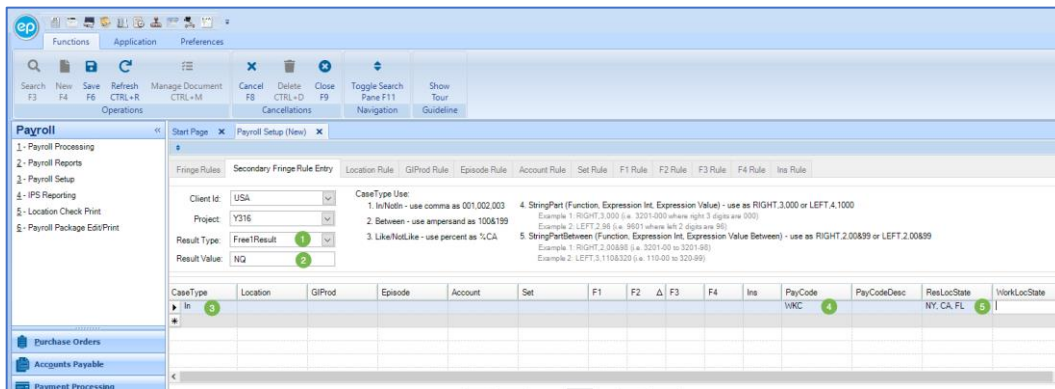 ep
Functions Application Preferences
Search New Save Refresh Manage Document Cancel Delete Close Toggle Search Show
F3 F4 F6 CTRL+R CTRL+M F8 CTRL+D F9 Pane F11 Tour
Operations Cancellations Navigation Guideline
Payroll « Start Page Payroll Setup (New)
1 - Payroll Processing
2 - Payroll Reports
3 - Payroll Setup
4 - IPS Reporting
5 - Location Check Print
6 - Payroll Package Edit/Print
Fringe Rules Secondary Fringe Rule Entry Location Rule GlProd Rule Episode Rule Account Rule Set Rule F1 Rule F2 Rule F3 Rule F4 Rule Ins Rule
Client Id: USA
Project: Y316
Result Type: Free1Result 1
Result Value: NQ 2
CaseType Use:
1. In/NotIn - use comma as 001,002,003
2. Between - use ampersand as 100&199
3. Like/NotLike - use percent as %CA
4. StringPart (Function, Expression Int, Expression Value) - use as RIGHT,3,000 or LEFT,4,1000
Example 1: RIGHT,3,000 (i.e. 3201-000 where right 3 digits are 000)
Example 2: LEFT,2,96 (i.e. 9601 where left 2 digits are 96)
5. StringPartBetween (Function, Expression Int, Expression Value Between) - use as RIGHT,2,00&99 or LEFT,2,00&99
Example 1: RIGHT,2,00&98 (i.e. 3201-00 to 3201-98)
Example 2: LEFT,3,110&320 (i.e. 110-00 to 320-99)
CaseType Location GlProd Episode Account Set F1 F2 F3 F4 Ins PayCode PayCodeDesc ResLocState WorkLocState
In 3 WKC 4 NY, CA, FL 5
Purchase Orders
Accounts Payable
Payment Processing